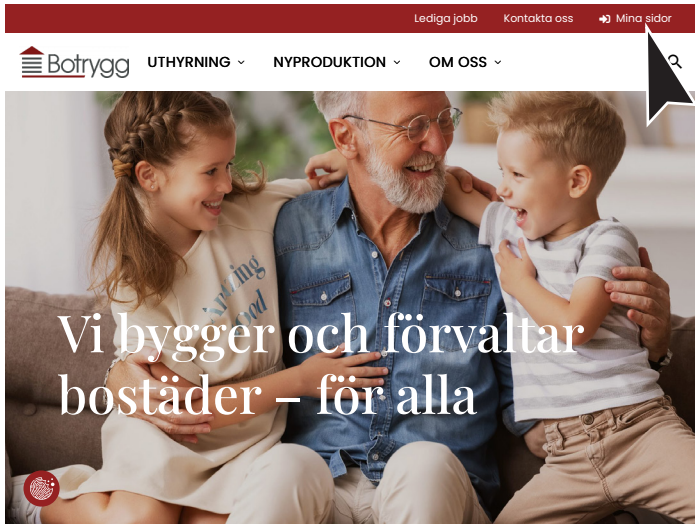 Lediga jobb Kontakta oss Mina sidor
Botrygg UTHYRNING NYPRODUKTION OM OSS
Vi bygger och förvaltar
bostäder – för alla